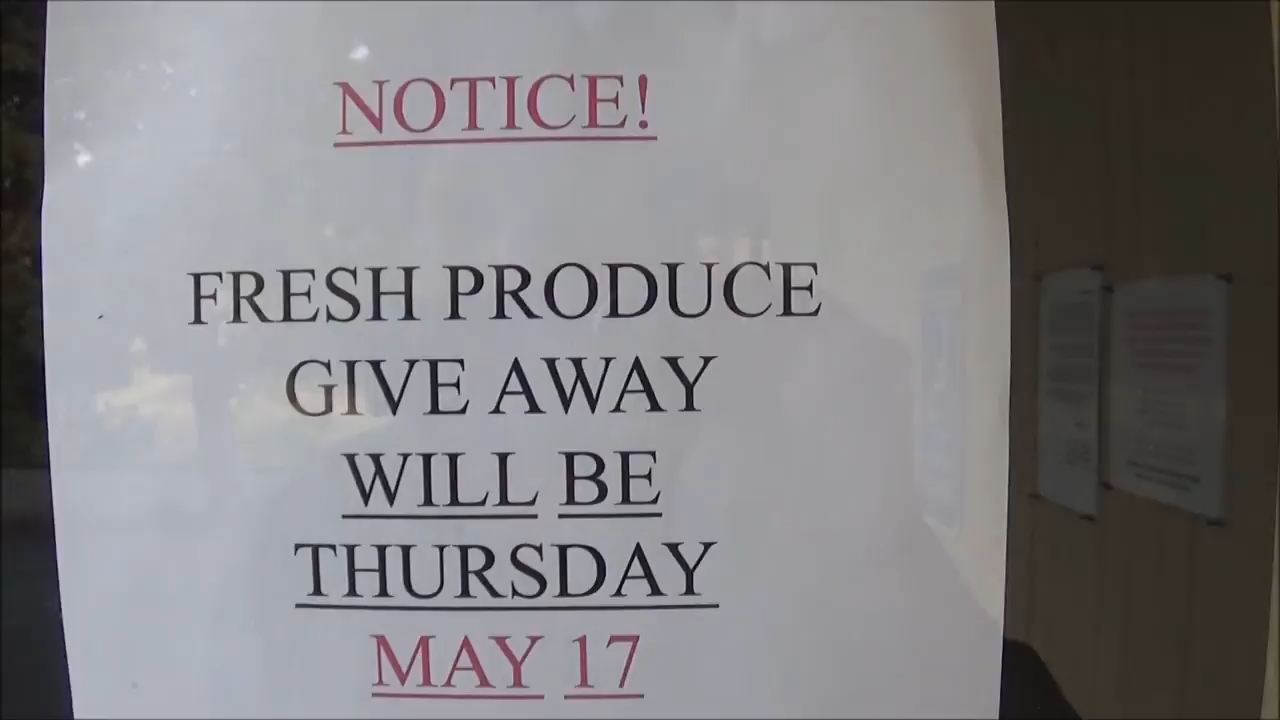 NOTICE!
FRESH PRODUCE
GIVE AWAY
WILL BE
THURSDAY
MAY 17